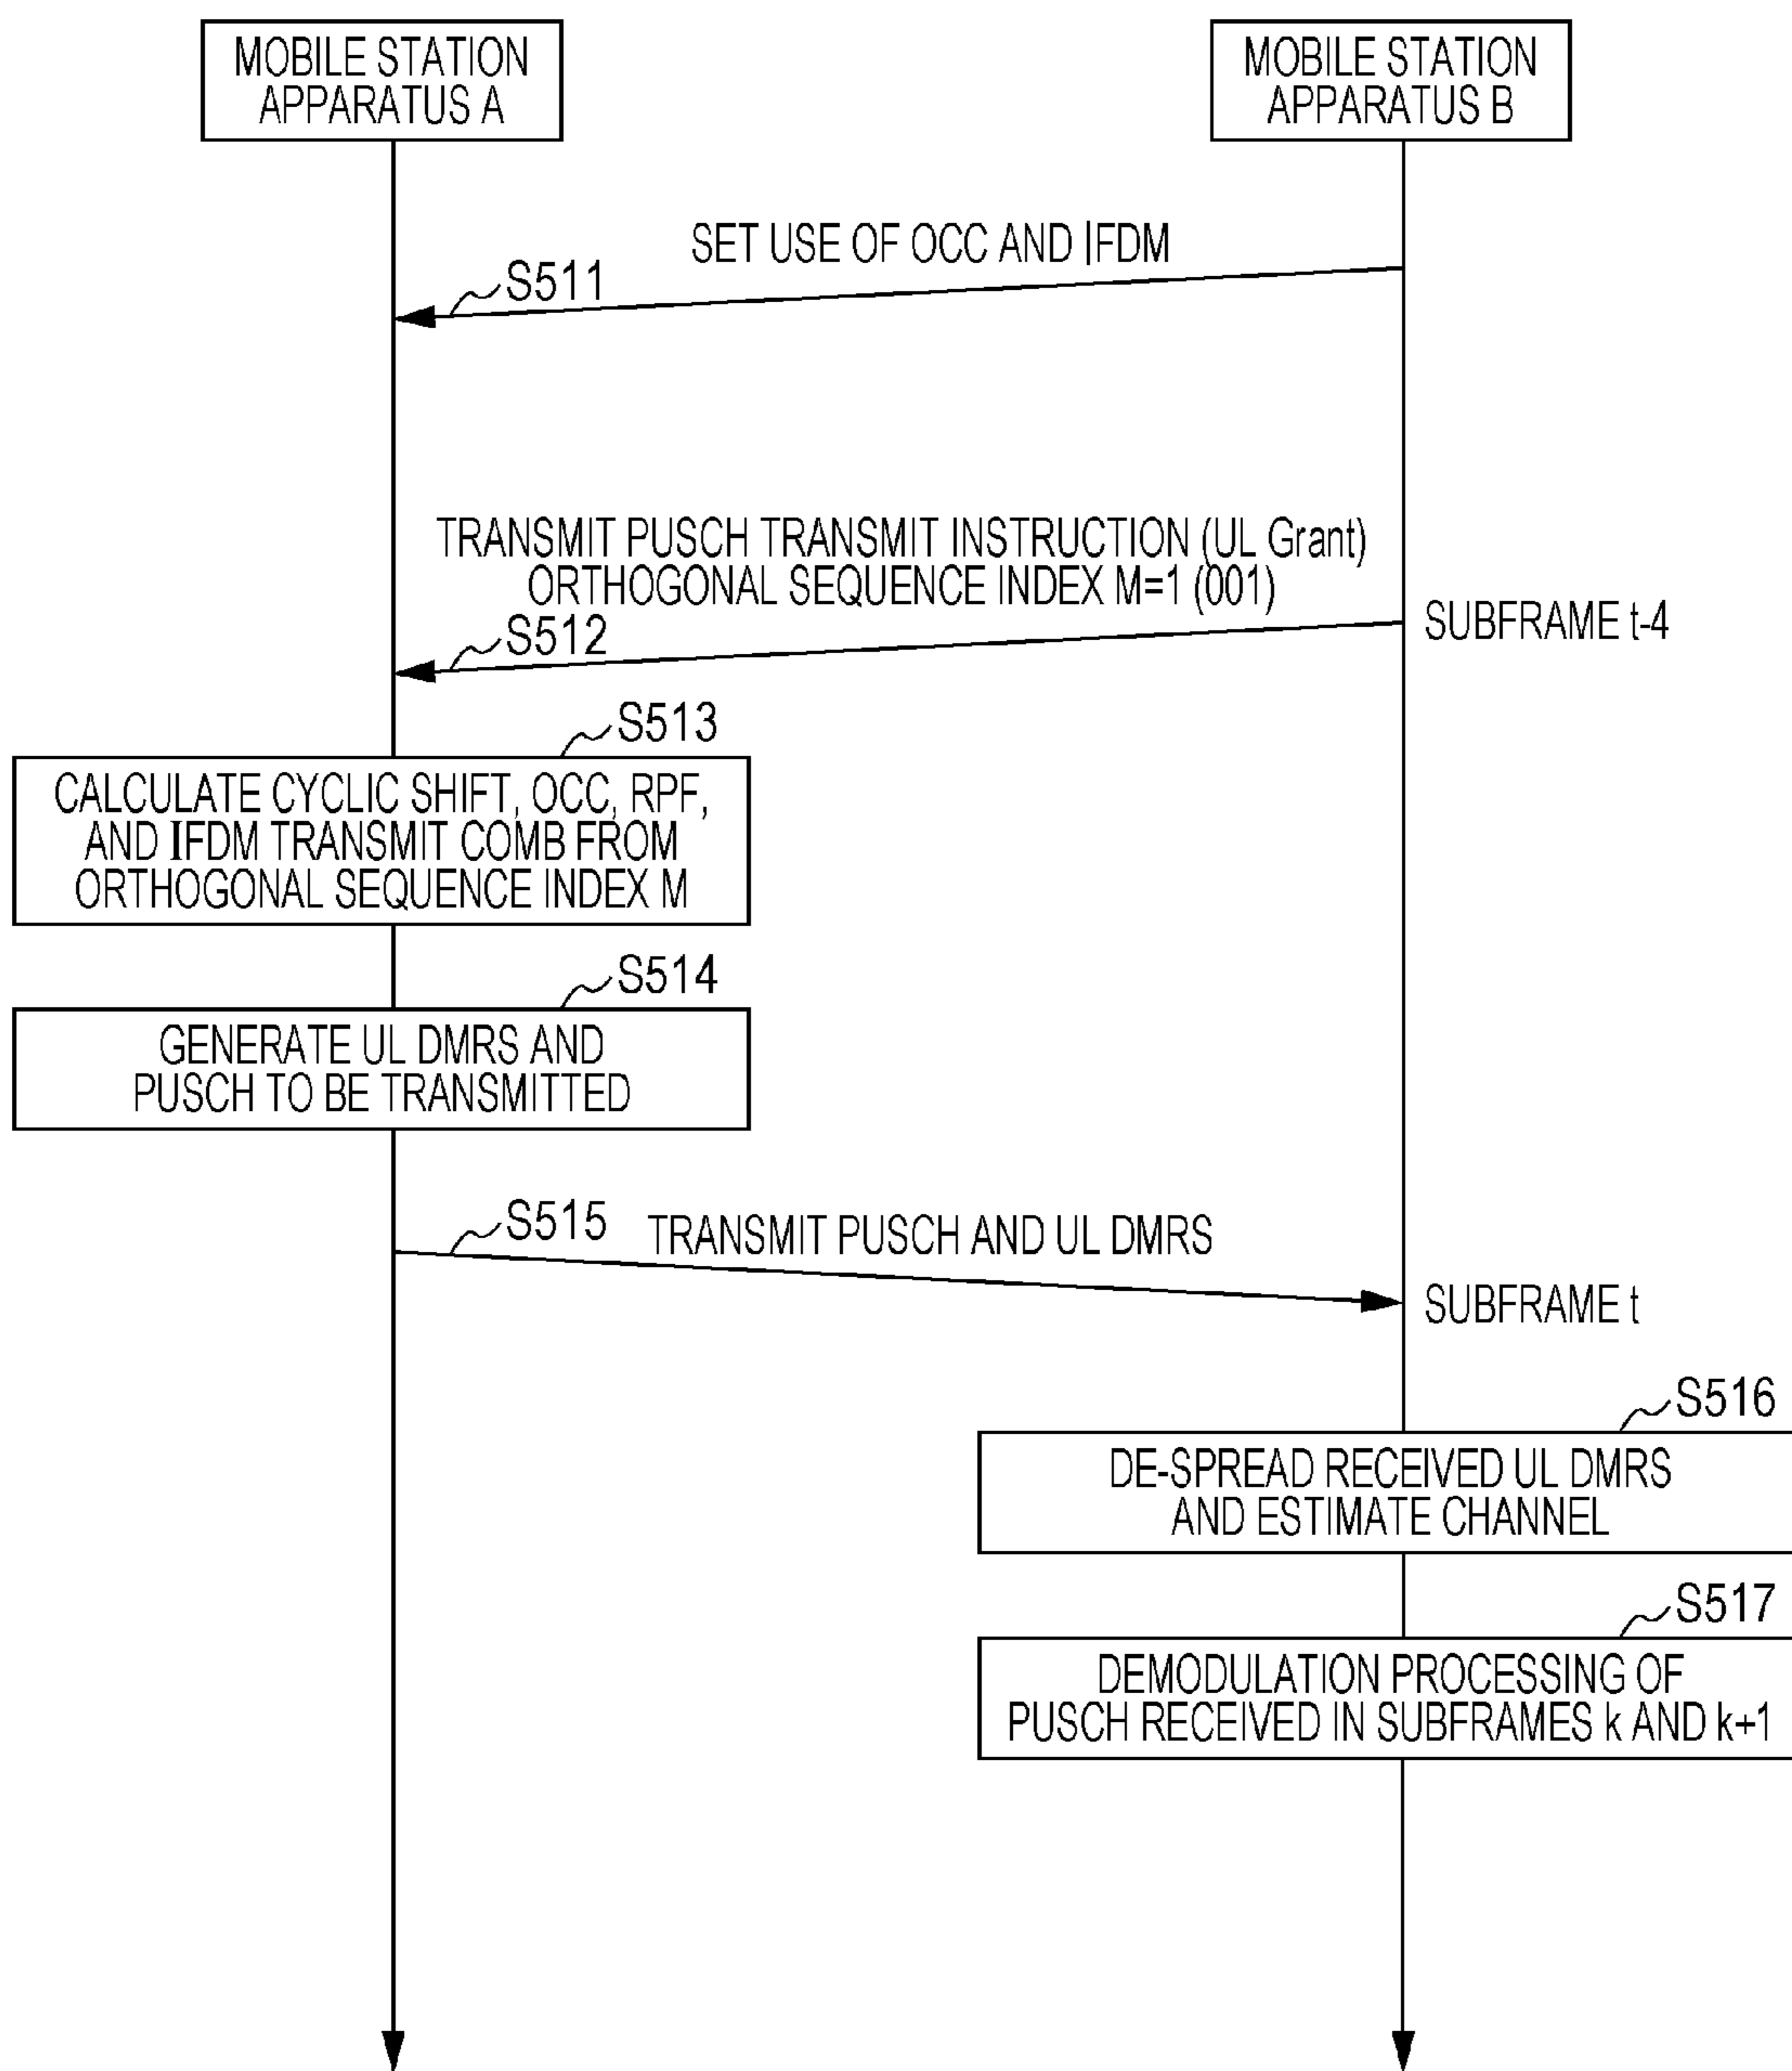 MOBILE STATION
APPARATUS A
MOBILE STATION
APPARATUS B
SET USE OF OCC AND IFDM
S511
TRANSMIT PUSCH TRANSMIT INSTRUCTION (UL Grant)
ORTHOGONAL SEQUENCE INDEX M=1 (001)
SUBFRAME t-4
S512
S513
CALCULATE CYCLIC SHIFT, OCC, RPF,
AND IFDM TRANSMIT COMB FROM
ORTHOGONAL SEQUENCE INDEX M
S514
GENERATE UL DMRS AND
PUSCH TO BE TRANSMITTED
S515
TRANSMIT PUSCH AND UL DMRS
SUBFRAME t
S516
DE-SPREAD RECEIVED UL DMRS
AND ESTIMATE CHANNEL
S517
DEMODULATION PROCESSING OF
PUSCH RECEIVED IN SUBFRAMES k AND k+1